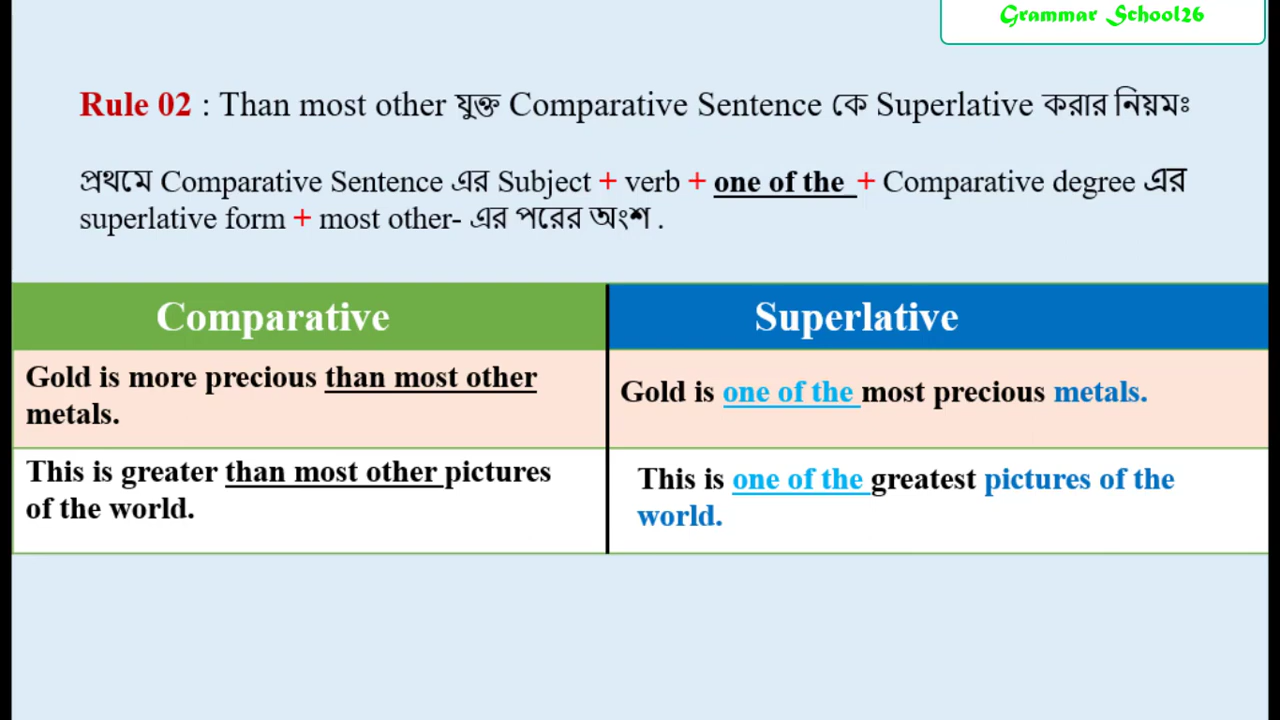 Grammar School26
Rule 02 : Than most other যুক্ত Comparative Sentence কে Superlative করার নিয়মঃ
প্রথমে Comparative Sentence এর Subject + verb + one of the + Comparative degree এর
superlative form + most other- এর পরের অংশ .
Comparative
Superlative
Gold is more precious than most other
metals.
Gold is one of the most precious metals.
This is greater than most other pictures
of the world.
This is one of the greatest pictures of the
world.